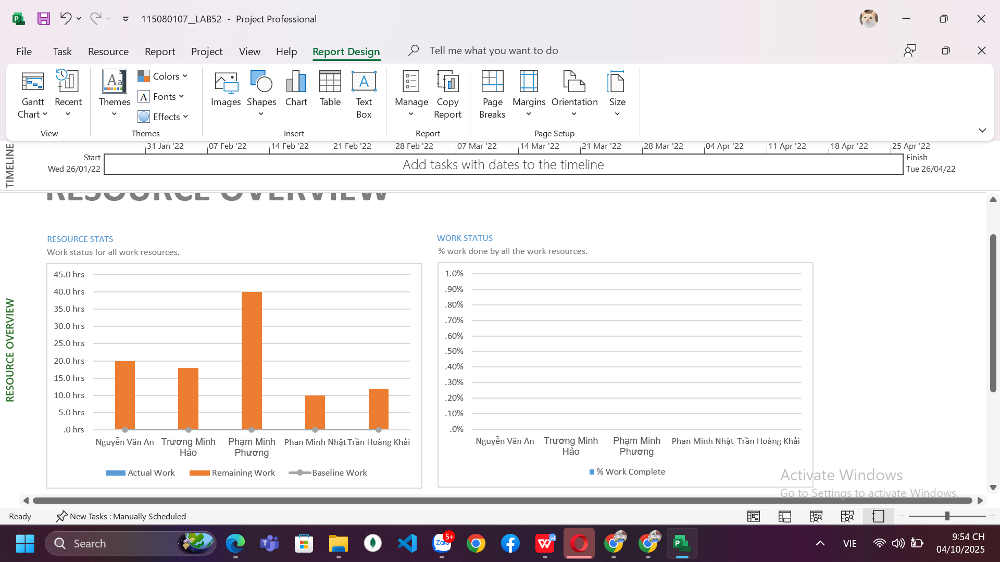 115080107__LAB52 - Project Professional
File Task Resource Report Project View Help Report Design Tell me what you want to do
Gantt Chart
Recent
Themes
Colors
Fonts
Effects
Images
Shapes
Chart
Table
Text Box
Manage
Copy Report
Page Breaks
Margins
Orientation
Size
View Themes Insert Report Page Setup
TIMELINE
31 Jan '22 07 Feb '22 14 Feb '22 21 Feb '22 28 Feb '22 07 Mar '22 14 Mar '22 21 Mar '22 28 Mar '22 04 Apr '22 11 Apr '22 18 Apr '22 25 Apr '22
Start
Wed 26/01/22
Add tasks with dates to the timeline
Finish
Tue 26/04/22
RESOURCE OVERVIEW
RESOURCE OVERVIEW
RESOURCE STATS
Work status for all work resources.
45.0 hrs
40.0 hrs
35.0 hrs
30.0 hrs
25.0 hrs
20.0 hrs
15.0 hrs
10.0 hrs
5.0 hrs
.0 hrs
Nguyễn Văn An
Trương Minh
Hảo
Phạm Minh
Phương
Phan Minh Nhật
Trần Hoàng Khải
Actual Work Remaining Work Baseline Work
WORK STATUS
% work done by all the work resources.
1.0%
.90%
.80%
.70%
.60%
.50%
.40%
.30%
.20%
.10%
.0%
Nguyễn Văn An
Trương Minh
Hảo
Phạm Minh
Phương
Phan Minh Nhật
Trần Hoàng Khải
% Work Complete
Activate Windows
Go to Settings to activate Windows.
Ready New Tasks : Manually Scheduled
Search
5+
Zalo
VIE
9:54 CH
04/10/2025